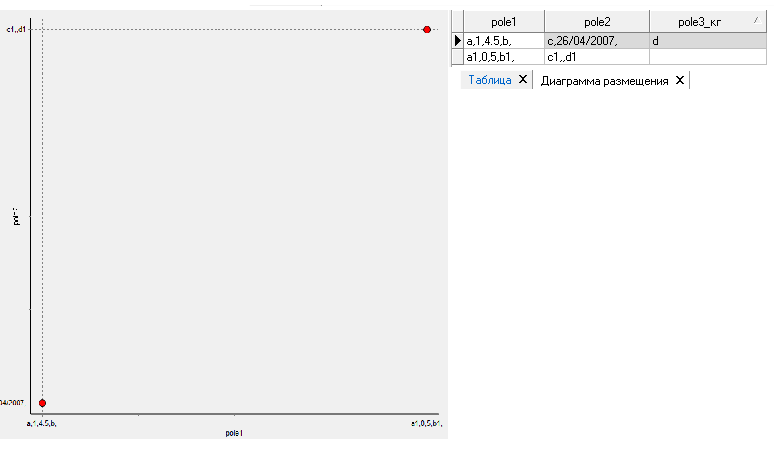 c1,,d1
04/2007
a,1,4.5,b,
a1,0,5,b1,
pole1
pole1 pole2 pole3_кг
a,1,4.5,b, c,26/04/2007, d
a1,0,5,b1, c1,,d1
Таблица X Диаграмма размещения X